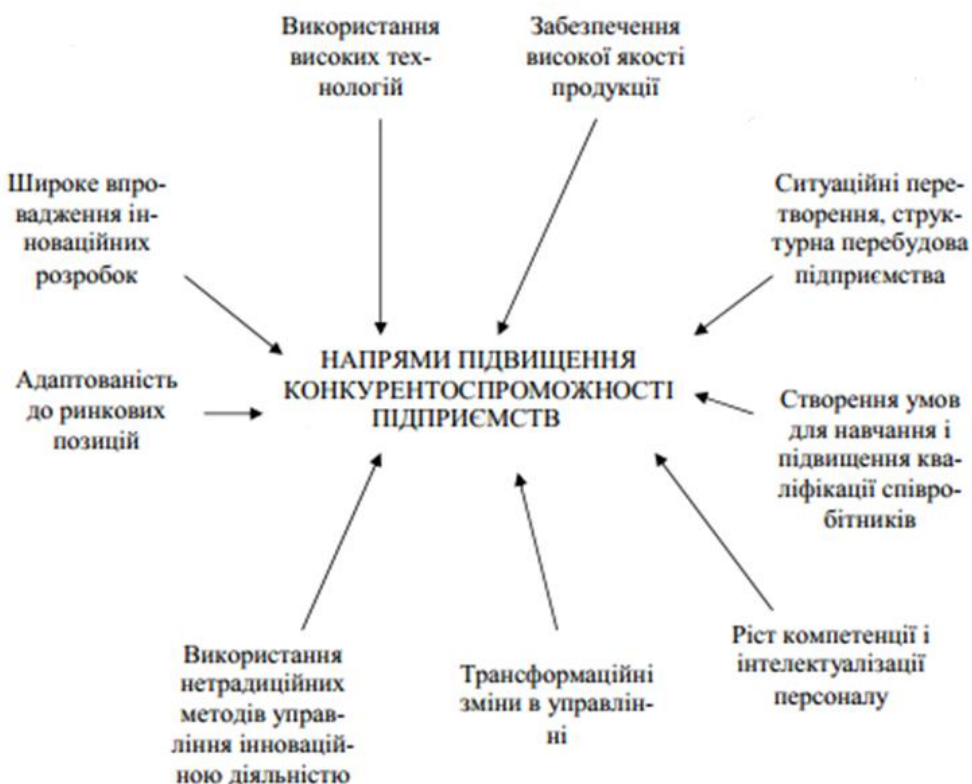 Використання
високих тех-
нологій
Забезпечення
високої якості
продукції
Широке впро-
вадження ін-
новаційних
розробок
Ситуаційні пере-
творення, струк-
турна перебудова
підприємства
НАПРЯМИ ПІДВИЩЕННЯ
КОНКУРЕНТОСПРОМОЖНОСТІ
ПІДПРИЄМСТВ
Адаптованість
до ринкових
позицій
Створення умов
для навчання і
підвищення ква-
ліфікації співро-
бітників
Використання
нетрадиційних
методів управ-
ління інновацій-
ною діяльністю
Трансформаційні
зміни в управлін-
ні
Ріст компетенції і
інтелектуалізації
персоналу